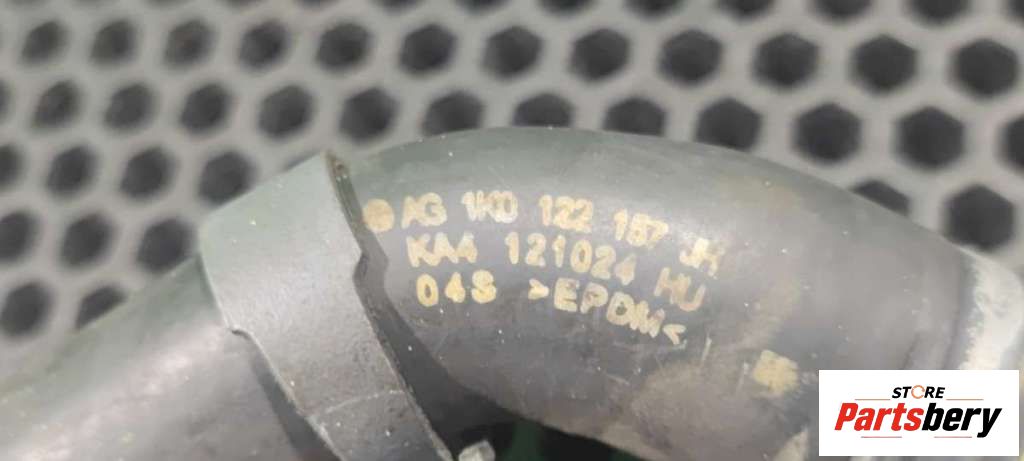 AG 1K0 122 157 JH
KA4 121024 HU
04S >EPDM<
STORE
Partsbery